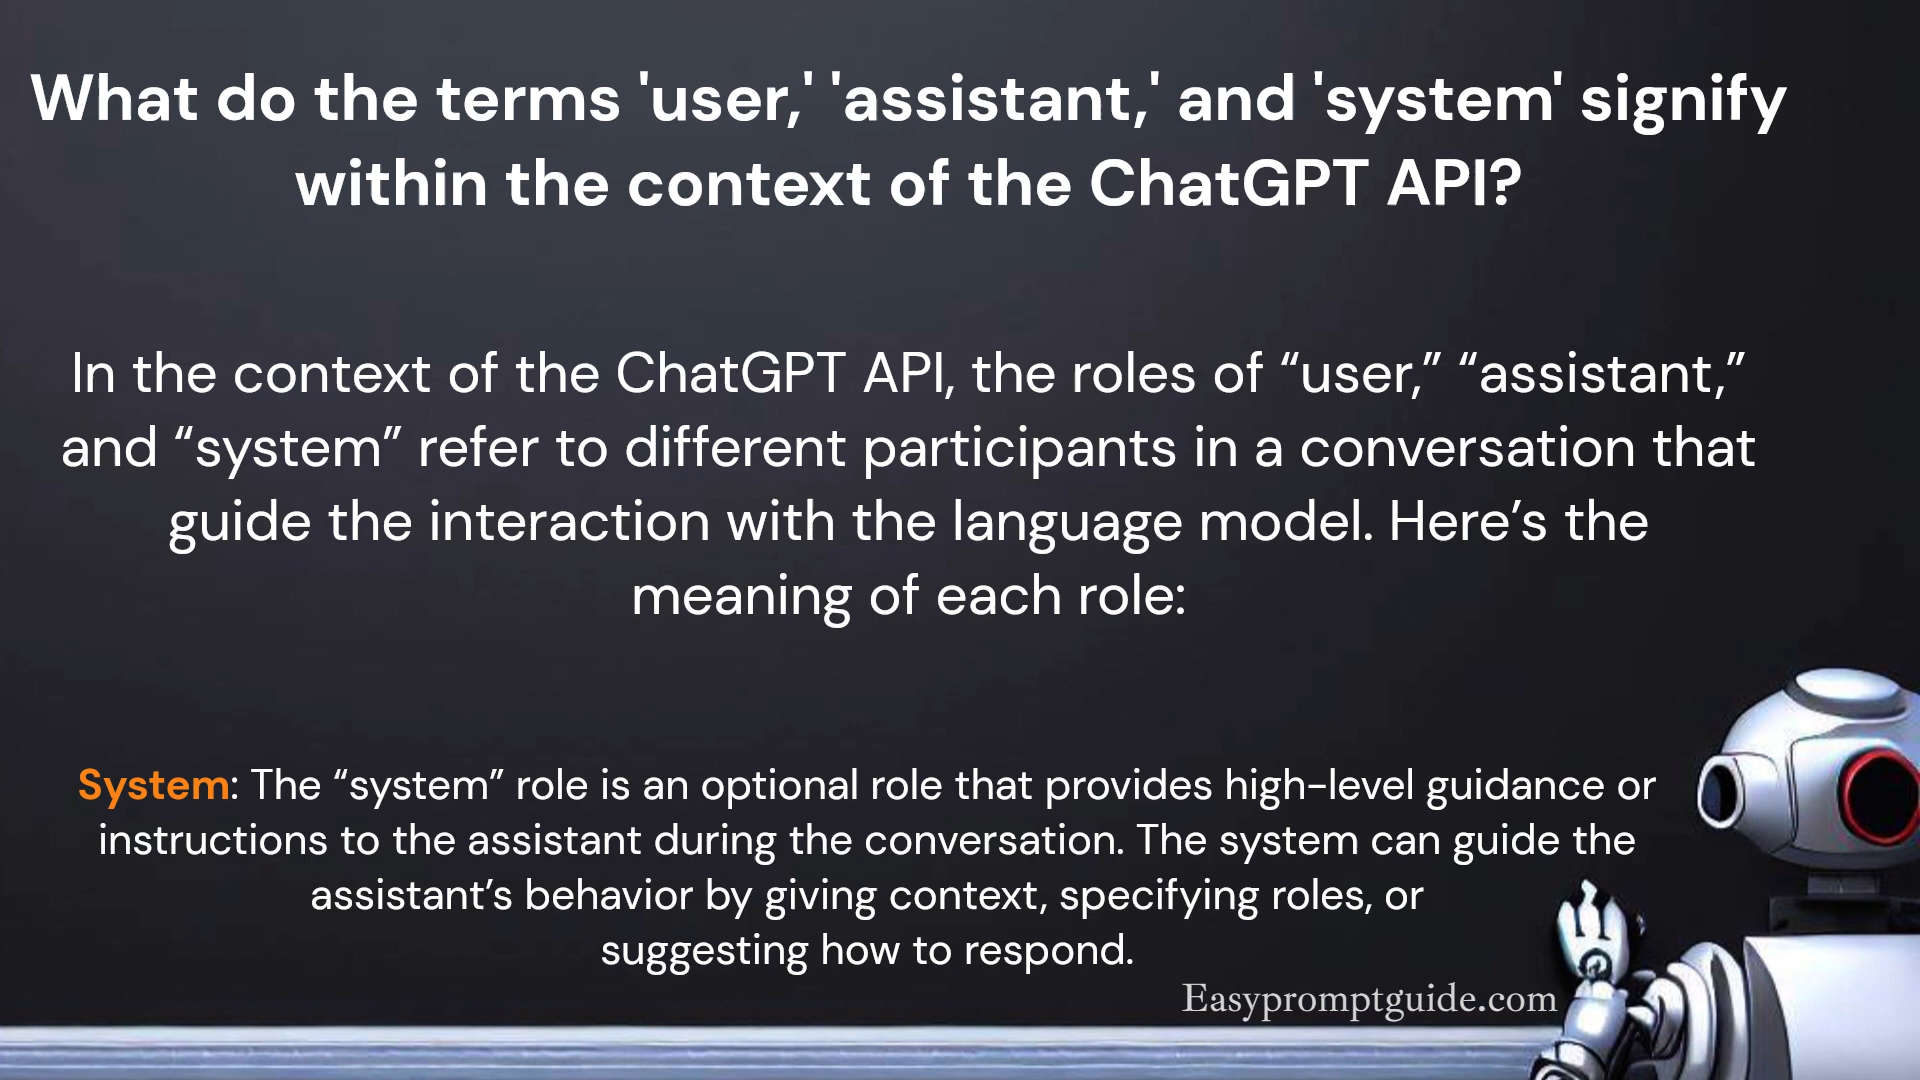 What do the terms 'user,' 'assistant,' and 'system' signify
within the context of the ChatGPT API?
In the context of the ChatGPT API, the roles of “user,” “assistant,”
and “system” refer to different participants in a conversation that
guide the interaction with the language model. Here’s the
meaning of each role:
System: The “system” role is an optional role that provides high-level guidance or
instructions to the assistant during the conversation. The system can guide the
assistant’s behavior by giving context, specifying roles, or
suggesting how to respond.
Easypromptguide.com